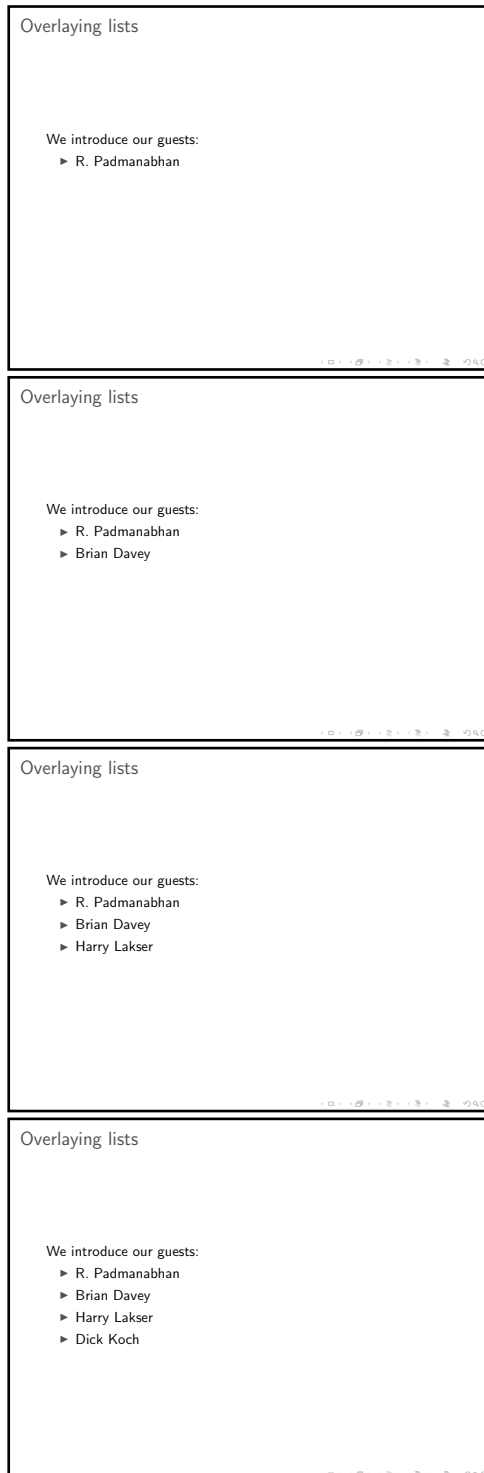 Overlaying lists
We introduce our guests:
▶ R. Padmanabhan
Overlaying lists
We introduce our guests:
▶ R. Padmanabhan
▶ Brian Davey
Overlaying lists
We introduce our guests:
▶ R. Padmanabhan
▶ Brian Davey
▶ Harry Lakser
Overlaying lists
We introduce our guests:
▶ R. Padmanabhan
▶ Brian Davey
▶ Harry Lakser
▶ Dick Koch